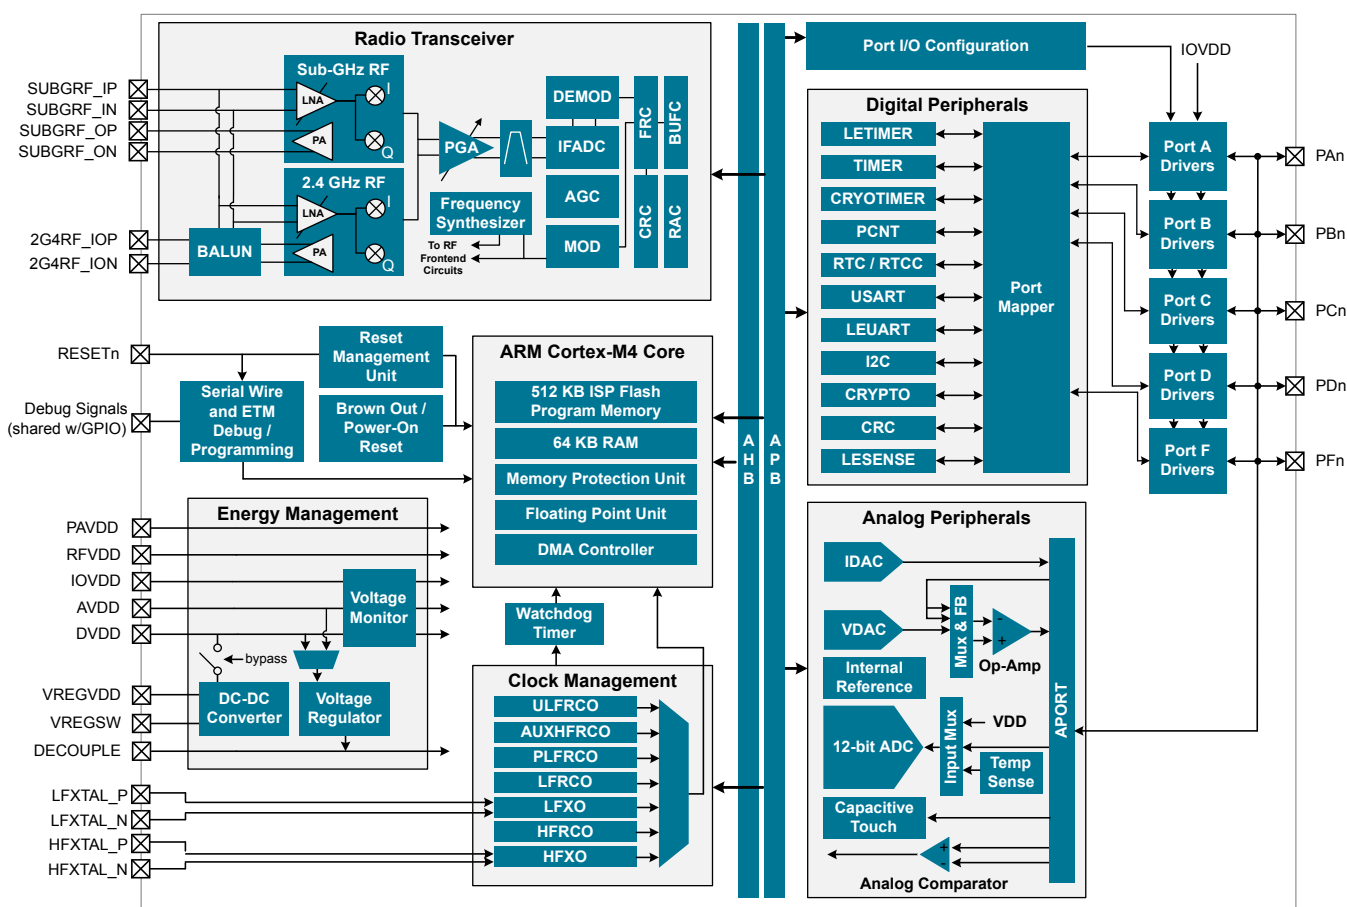 Radio Transceiver
SUBGRF_IP
SUBGRF_IN
SUBGRF_OP
SUBGRF_ON
2G4RF_IOP
2G4RF_ION
Sub-GHz RF
LNA
I
PA
Q
2.4 GHz RF
LNA
I
PA
Q
BALUN
PGA
DEMOD
IFADC
AGC
MOD
FRC
BUFC
CRC
RAC
Frequency
Synthesizer
To RF
Frontend
Circuits
RESETn
Debug Signals
(shared w/GPIO)
Reset
Management
Unit
Serial Wire
and ETM
Debug /
Programming
Brown Out /
Power-On
Reset
ARM Cortex-M4 Core
512 KB ISP Flash
Program Memory
64 KB RAM
Memory Protection Unit
Floating Point Unit
DMA Controller
Watchdog
Timer
Energy Management
PAVDD
RFVDD
IOVDD
AVDD
DVDD
VREGVDD
VREGSW
DECOUPLE
Voltage
Monitor
bypass
DC-DC
Converter
Voltage
Regulator
LFXTAL_P
LFXTAL_N
HFXTAL_P
HFXTAL_N
Clock Management
ULFRCO
AUXHFRCO
PLFRCO
LFRCO
LFXO
HFRCO
HFXO
A
H
B
A
P
B
Port I/O Configuration
IOVDD
Digital Peripherals
LETIMER
TIMER
CRYOTIMER
PCNT
RTC / RTCC
USART
LEUART
I2C
CRYPTO
CRC
LESENSE
Port
Mapper
Port A
Drivers
Port B
Drivers
Port C
Drivers
Port D
Drivers
Port F
Drivers
PAn
PBn
PCn
PDn
PFn
Analog Peripherals
IDAC
VDAC
Mux & FB
-
+
Op-Amp
Internal
Reference
12-bit ADC
Input Mux
VDD
Temp
Sense
Capacitive
Touch
+
-
Analog Comparator
APORT